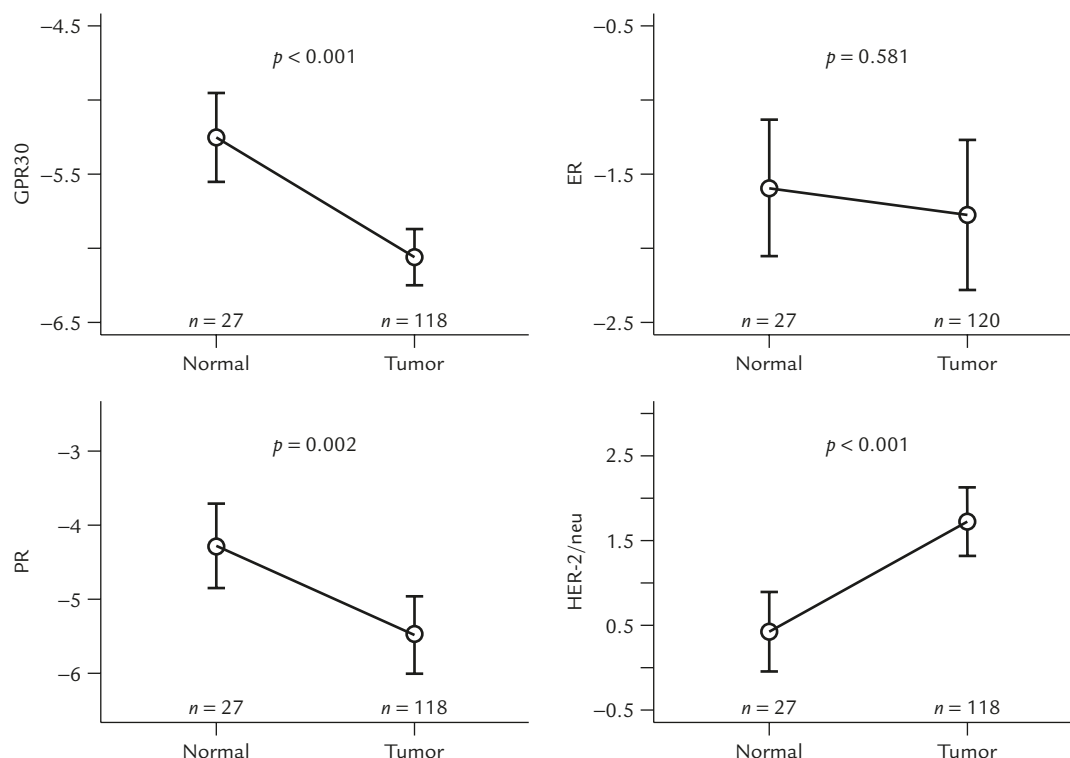 GPR30
−4.5
−5.5
−6.5
p < 0.001
n = 27
n = 118
Normal
Tumor
ER
−0.5
−1.5
−2.5
p = 0.581
n = 27
n = 120
Normal
Tumor
PR
−3
−4
−5
−6
p = 0.002
n = 27
n = 118
Normal
Tumor
HER-2/neu
2.5
1.5
0.5
−0.5
p < 0.001
n = 27
n = 118
Normal
Tumor